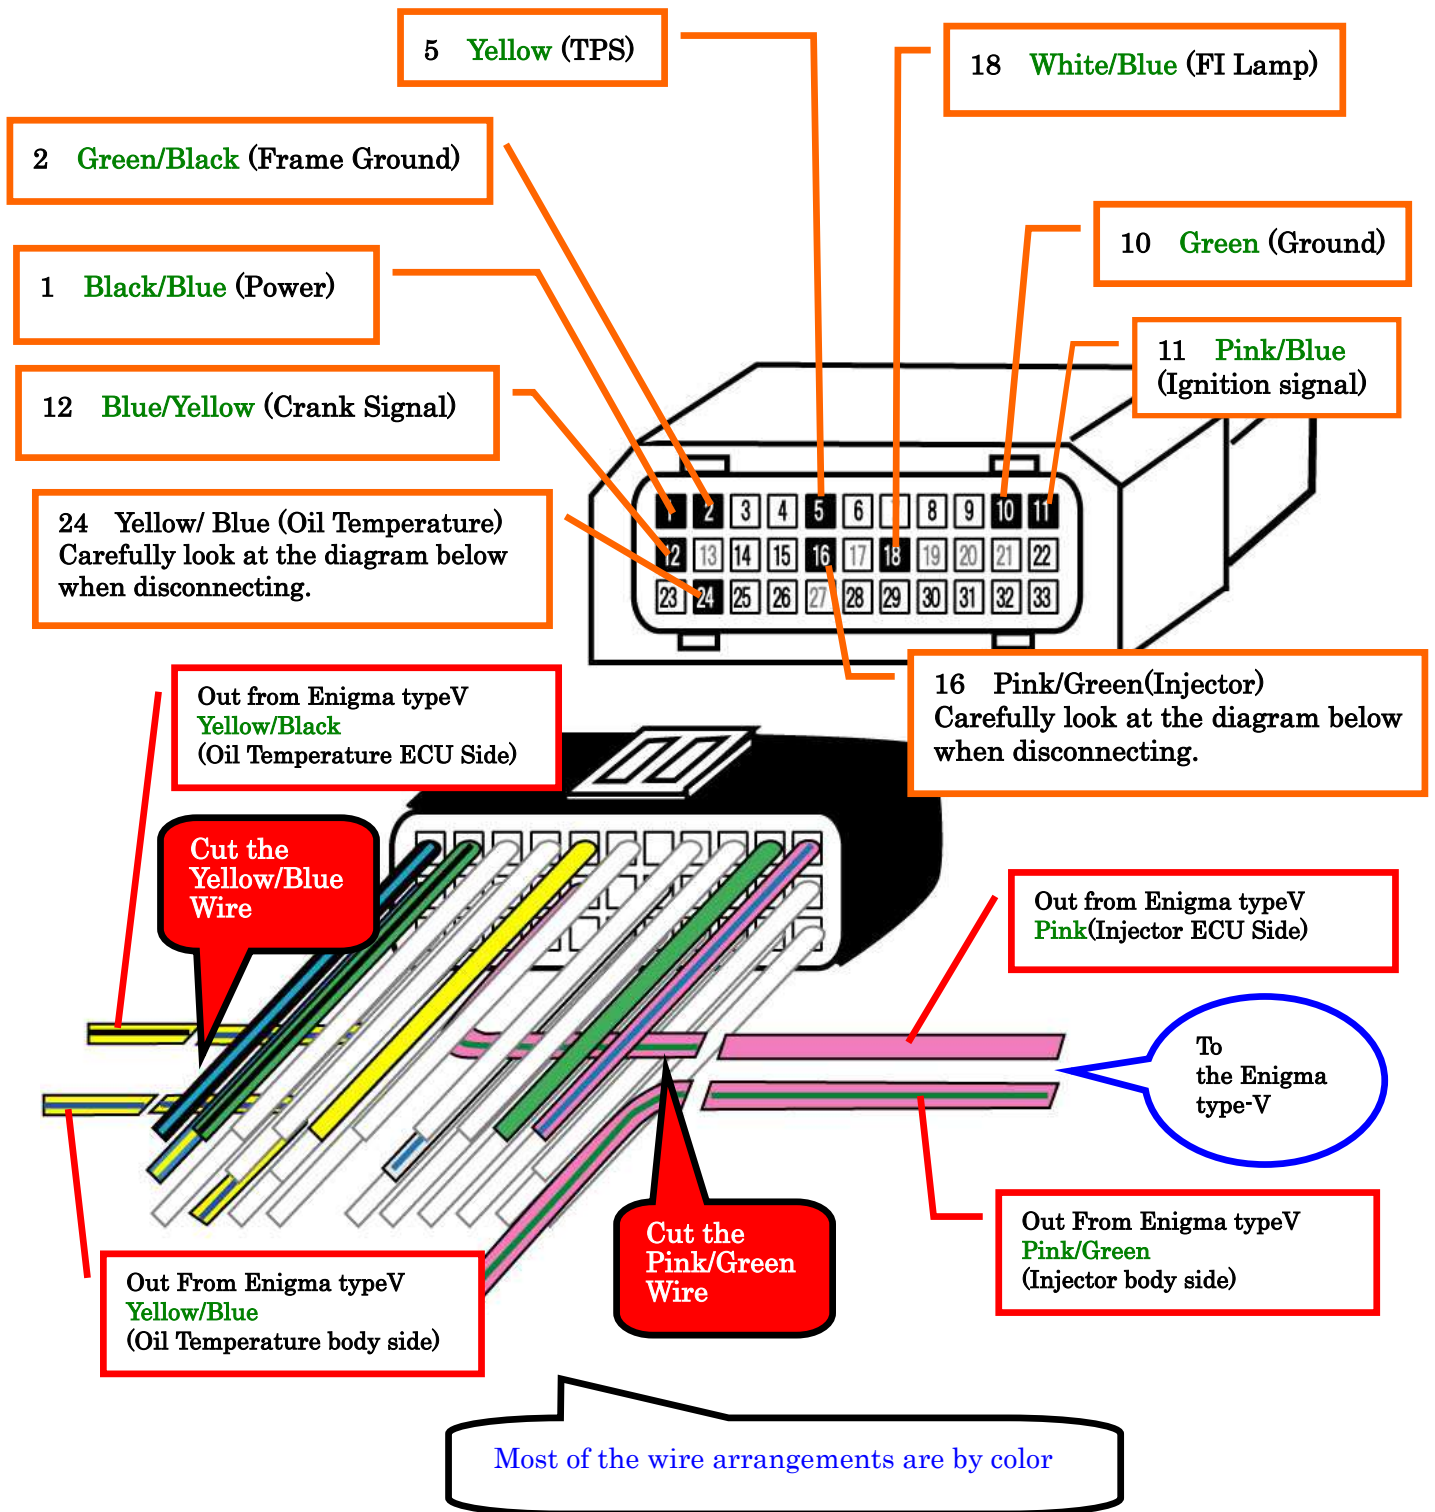 5 Yellow (TPS)
18 White/Blue (FI Lamp)
2 Green/Black (Frame Ground)
10 Green (Ground)
1 Black/Blue (Power)
11 Pink/Blue
(Ignition signal)
12 Blue/Yellow (Crank Signal)
24 Yellow/ Blue (Oil Temperature)
Carefully look at the diagram below
when disconnecting.
1 2 3 4 5 6 7 8 9 10 11
12 13 14 15 16 17 18 19 20 21 22
23 24 25 26 27 28 29 30 31 32 33
16 Pink/Green(Injector)
Carefully look at the diagram below
when disconnecting.
Out from Enigma typeV
Yellow/Black
(Oil Temperature ECU Side)
Cut the
Yellow/Blue
Wire
Out from Enigma typeV
Pink(Injector ECU Side)
To
the Enigma
type-V
Out From Enigma typeV
Pink/Green
(Injector body side)
Cut the
Pink/Green
Wire
Out From Enigma typeV
Yellow/Blue
(Oil Temperature body side)
Most of the wire arrangements are by color